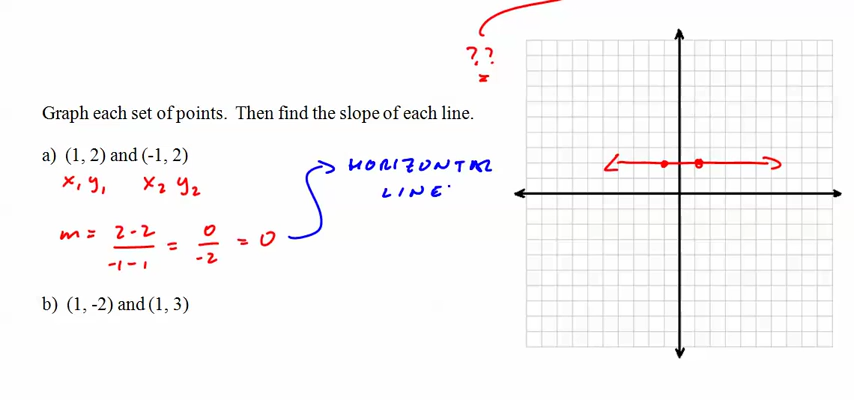 ??
=
Graph each set of points. Then find the slope of each line.
a) (1, 2) and (-1, 2)
x₁ y₁ x₂ y₂
HORIZONTAL
LINE
m = 2-2 / -1-1 = 0 / -2 = 0
b) (1, -2) and (1, 3)